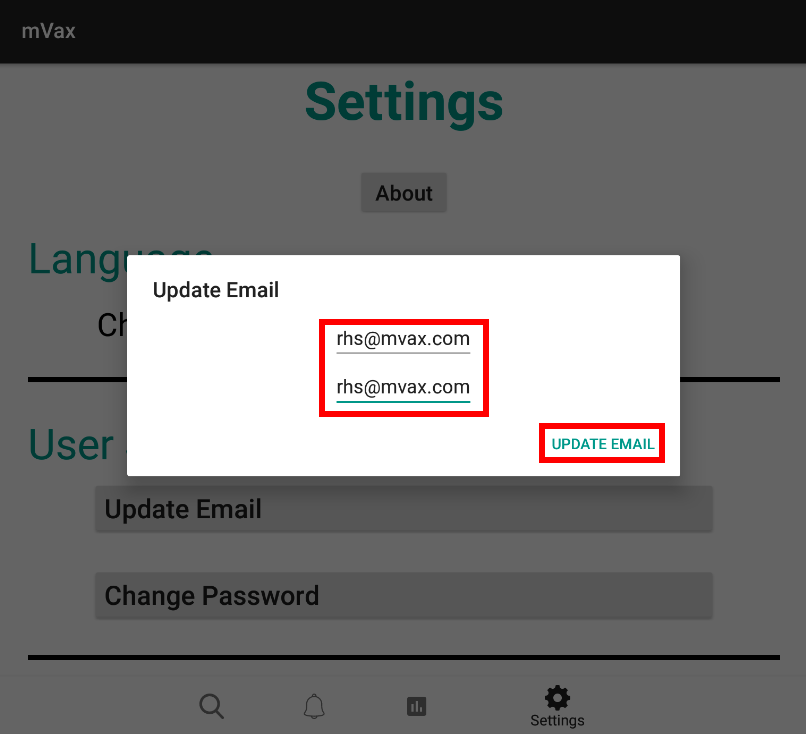 mVax
Settings
About
Language
Ch
Update Email
rhs@mvax.com
rhs@mvax.com
UPDATE EMAIL
User
Update Email
Change Password
Settings